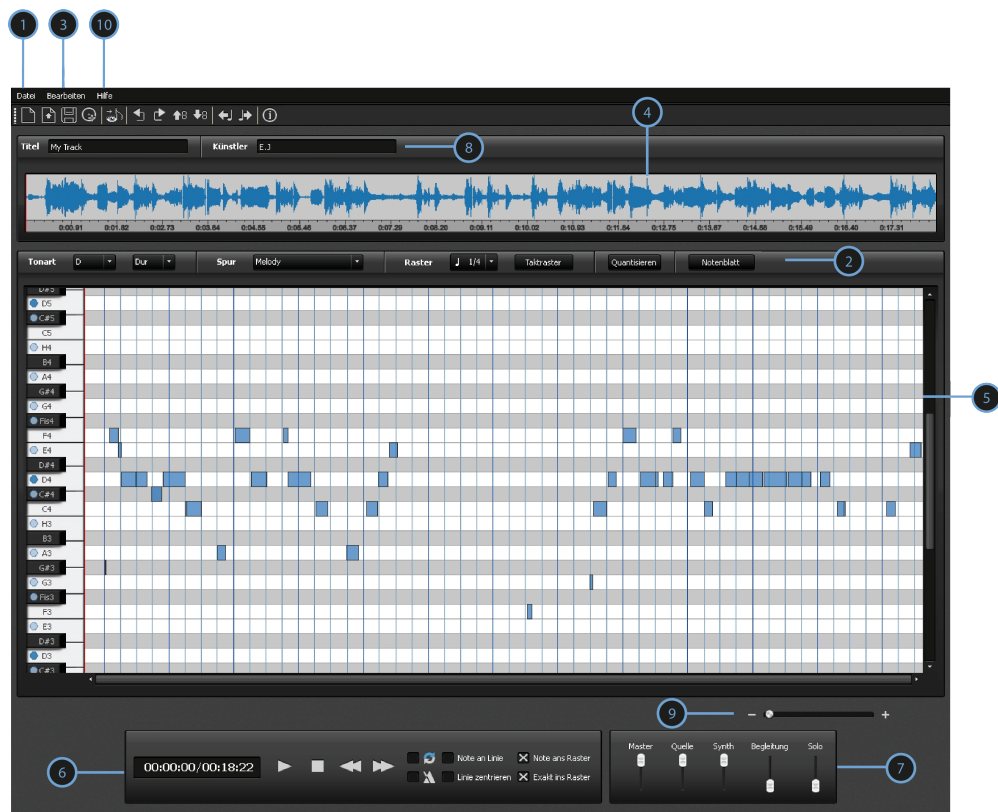 1 3 10
Datei Bearbeiten Hilfe
8 8
4
Titel My Track Künstler E.J 8
0:00.91 0:01.82 0:02.73 0:03.64 0:04.55 0:05.46 0:06.37 0:07.29 0:08.20 0:09.11 0:10.02 0:10.93 0:11.84 0:12.75 0:13.67 0:14.58 0:15.49 0:16.40 0:17.31
Tonart D Dur Spur Melody Raster 1/4 Taktraster Quantisieren Notenblatt 2
D#5
D5
C#5
C5
H4
B4
A4
G#4
5
G4
Fis4
F4
E4
D#4
D4
C#4
C4
H3
B3
A3
G#3
G3
Fis3
F3
E3
D#3
D3
C#3
9 − +
6 00:00:00/00:18:22 Note an Linie Note ans Raster
Linie zentrieren Exakt ins Raster
Master Quelle Synth Begleitung Solo
7